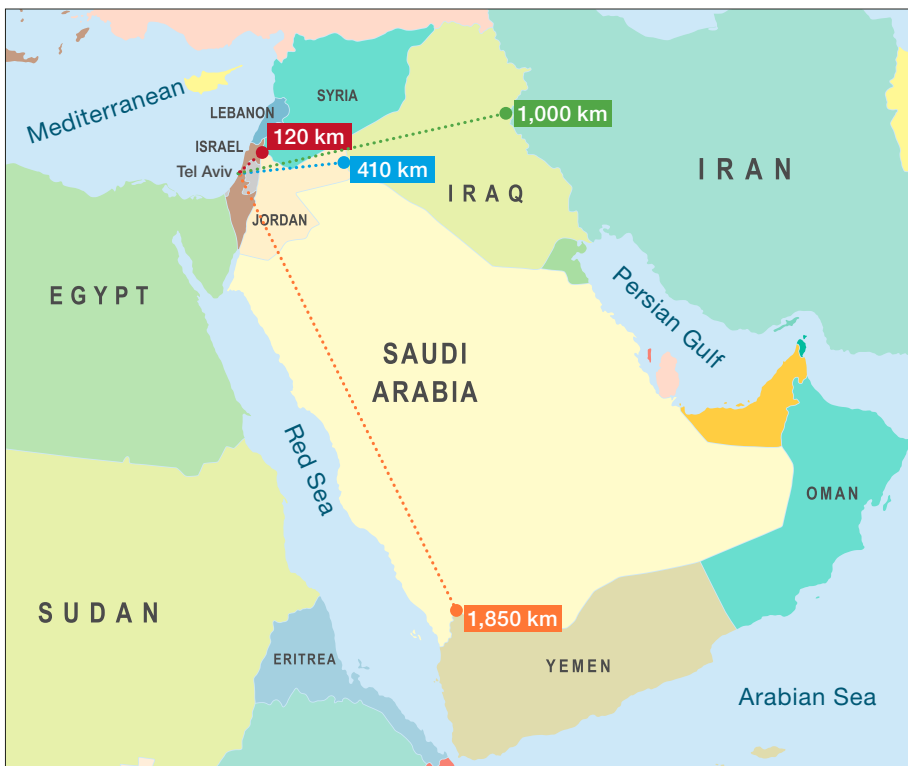 Mediterranean
SYRIA
LEBANON
1,000 km
120 km
ISRAEL
Tel Aviv
410 km
IRAN
IRAQ
JORDAN
EGYPT
Persian Gulf
SAUDI
ARABIA
Red Sea
OMAN
SUDAN
1,850 km
ERITREA
YEMEN
Arabian Sea